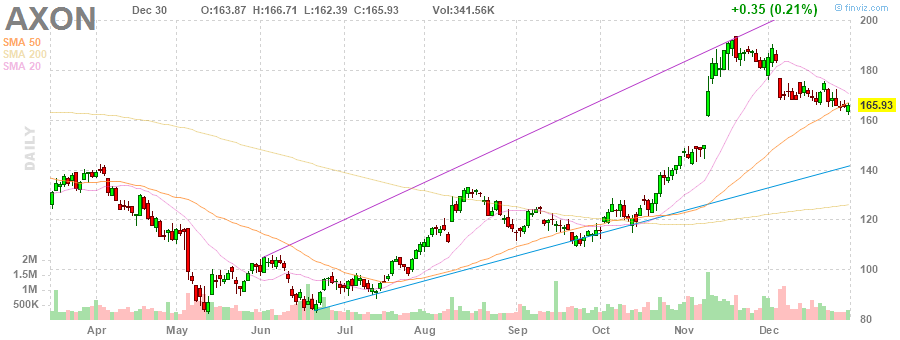 AXON Dec 30 O:163.87 H:166.71 L:162.39 C:165.93 Vol:341.56K +0.35 (0.21%) © finviz.com
SMA 50
SMA 200
SMA 20
DAILY
200
180
165.93
160
140
120
100
80
2M
1.5M
1M
500K
Apr May Jun Jul Aug Sep Oct Nov Dec